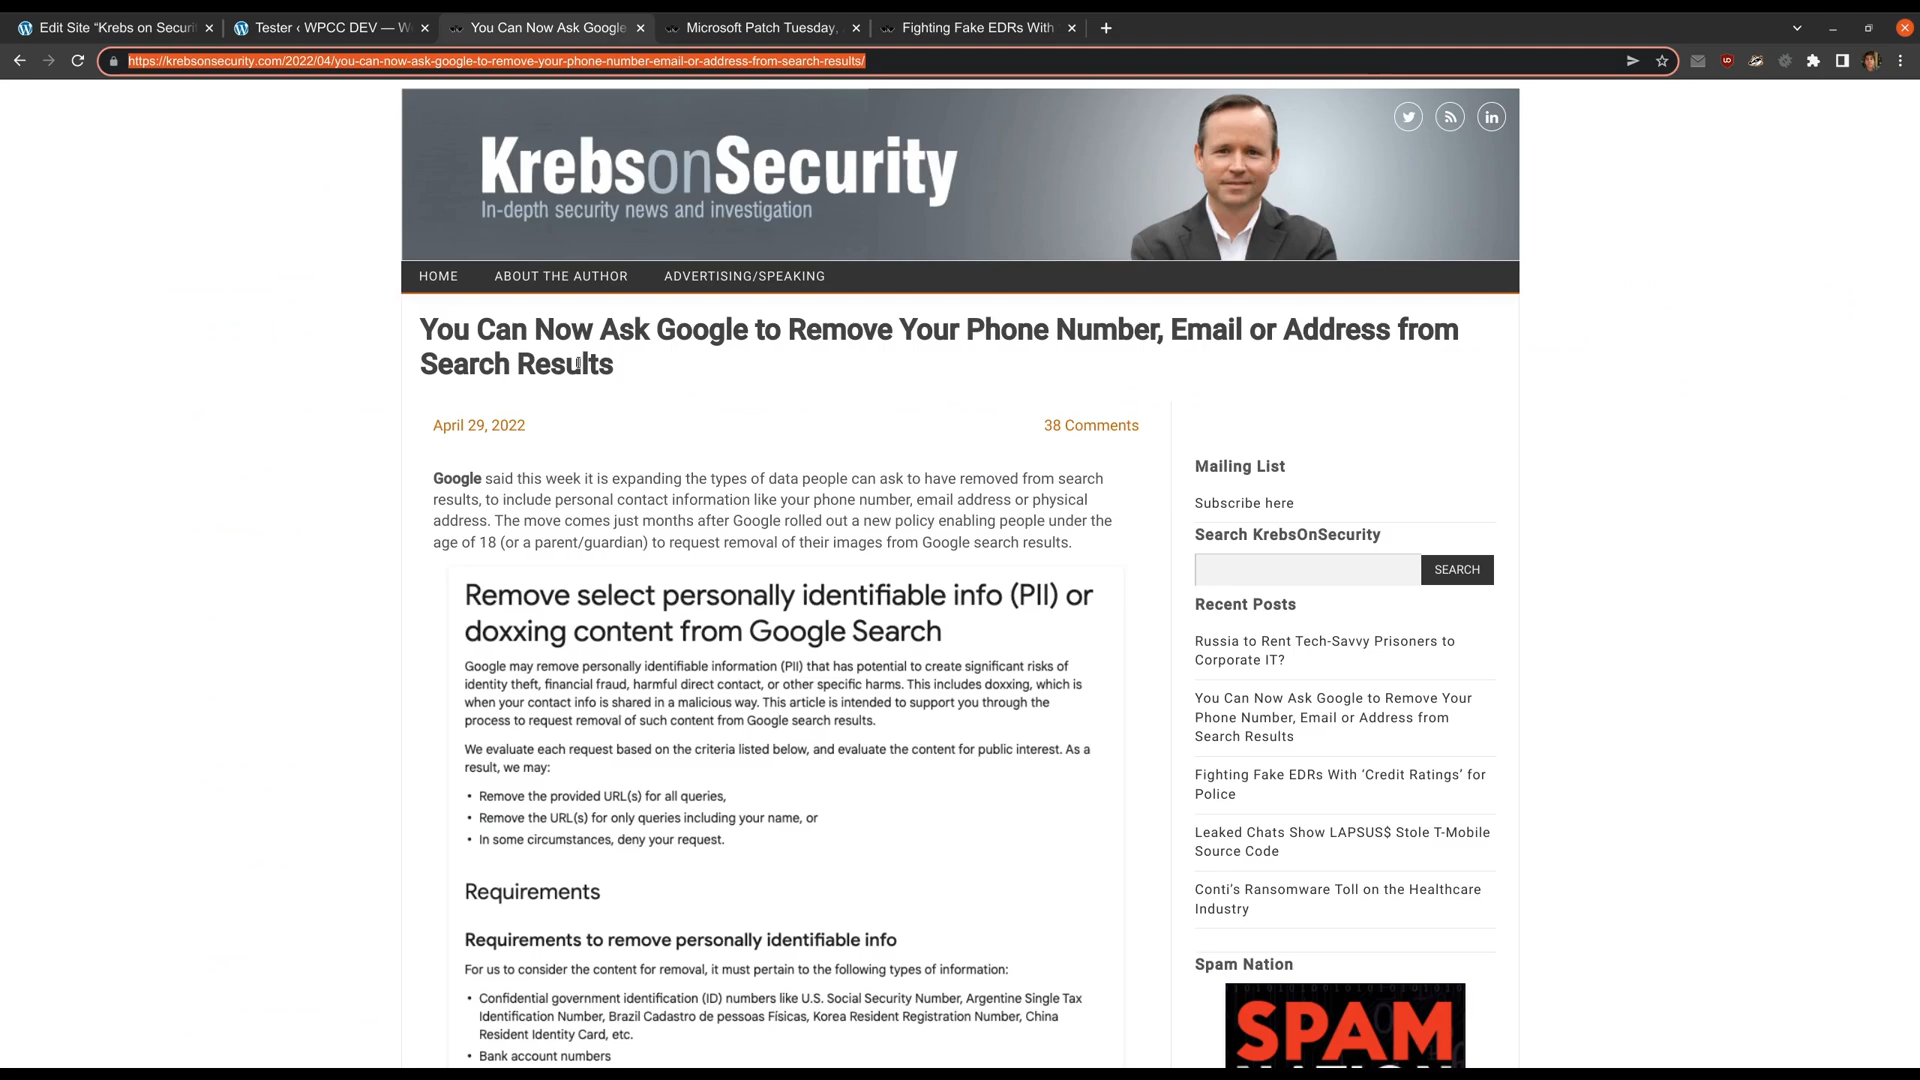 Edit Site “Krebs on Securi
Tester ‹ WPCC DEV — W
You Can Now Ask Google
Microsoft Patch Tuesday,
Fighting Fake EDRs With
https://krebsonsecurity.com/2022/04/you-can-now-ask-google-to-remove-your-phone-number-email-or-address-from-search-results/
KrebsonSecurity
In-depth security news and investigation
HOME
ABOUT THE AUTHOR
ADVERTISING/SPEAKING
You Can Now Ask Google to Remove Your Phone Number, Email or Address from
Search Results
April 29, 2022
38 Comments
Google said this week it is expanding the types of data people can ask to have removed from search
results, to include personal contact information like your phone number, email address or physical
address. The move comes just months after Google rolled out a new policy enabling people under the
age of 18 (or a parent/guardian) to request removal of their images from Google search results.
Remove select personally identifiable info (PII) or
doxxing content from Google Search
Google may remove personally identifiable information (PII) that has potential to create significant risks of
identity theft, financial fraud, harmful direct contact, or other specific harms. This includes doxxing, which is
when your contact info is shared in a malicious way. This article is intended to support you through the
process to request removal of such content from Google search results.
We evaluate each request based on the criteria listed below, and evaluate the content for public interest. As a
result, we may:
• Remove the provided URL(s) for all queries,
• Remove the URL(s) for only queries including your name, or
• In some circumstances, deny your request.
Requirements
Requirements to remove personally identifiable info
For us to consider the content for removal, it must pertain to the following types of information:
• Confidential government identification (ID) numbers like U.S. Social Security Number, Argentine Single Tax
Identification Number, Brazil Cadastro de pessoas Físicas, Korea Resident Registration Number, China
Resident Identity Card, etc.
• Bank account numbers
Mailing List
Subscribe here
Search KrebsOnSecurity
SEARCH
Recent Posts
Russia to Rent Tech-Savvy Prisoners to
Corporate IT?
You Can Now Ask Google to Remove Your
Phone Number, Email or Address from
Search Results
Fighting Fake EDRs With ‘Credit Ratings’ for
Police
Leaked Chats Show LAPSUS$ Stole T-Mobile
Source Code
Conti’s Ransomware Toll on the Healthcare
Industry
Spam Nation
SPAM